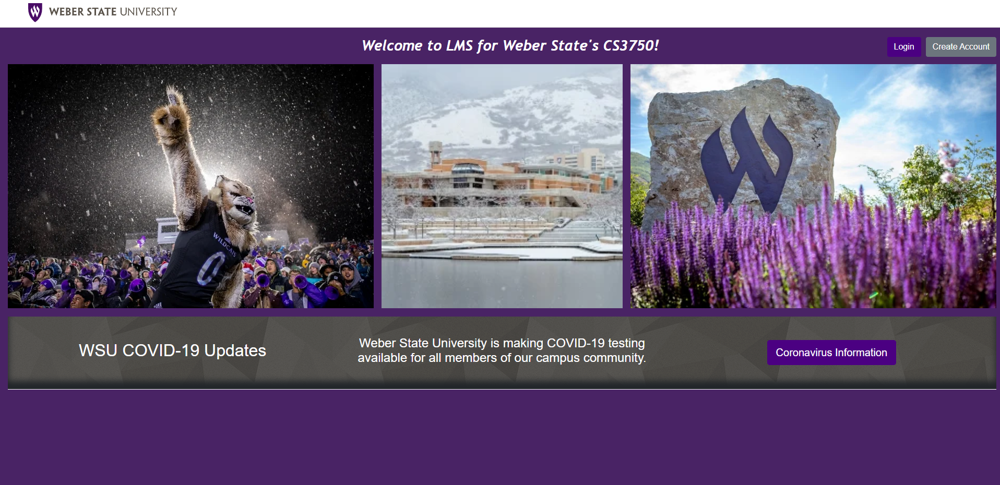 WEBER STATE UNIVERSITY
Welcome to LMS for Weber State's CS3750!
Login
Create Account
WILDCATS
0
W
WSU COVID-19 Updates
Weber State University is making COVID-19 testing
available for all members of our campus community.
Coronavirus Information